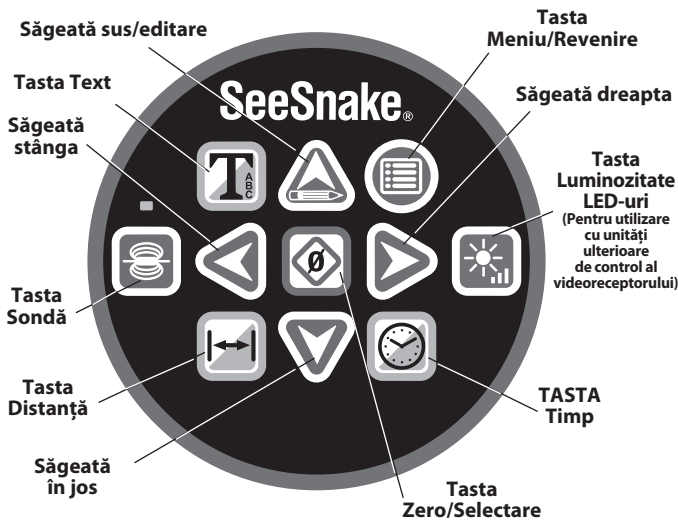 Săgeată sus/editare
Tasta
Meniu/Revenire
Tasta Text
Săgeată dreapta
Săgeată
stânga
SeeSnake®
T
A
B
C
Tasta
Luminozitate
LED-uri
(Pentru utilizare
cu unități
ulterioare
de control al
videoreceptorului)
Ø
Tasta
Sondă
Tasta
Distanță
TASTA
Timp
Săgeată
în jos
Tasta
Zero/Selectare